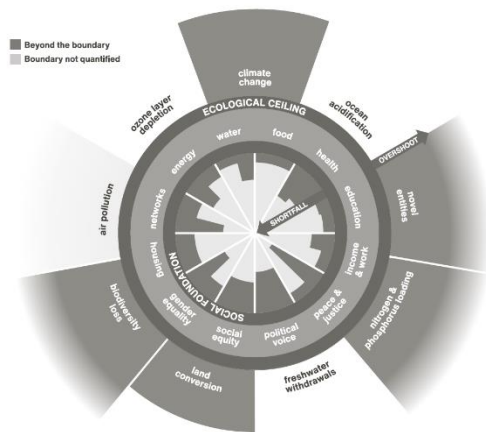 Beyond the boundary
Boundary not quantified
climate
change
ocean
acidification
OVERSHOOT
novel
entities
nitrogen &
phosphorus loading
freshwater
withdrawals
land
conversion
biodiversity
loss
air pollution
ozone layer
depletion
ECOLOGICAL CEILING
water
food
health
education
income
& work
peace &
justice
political
voice
social
equity
gender
equality
housing
networks
energy
SOCIAL FOUNDATION
SHORTFALL